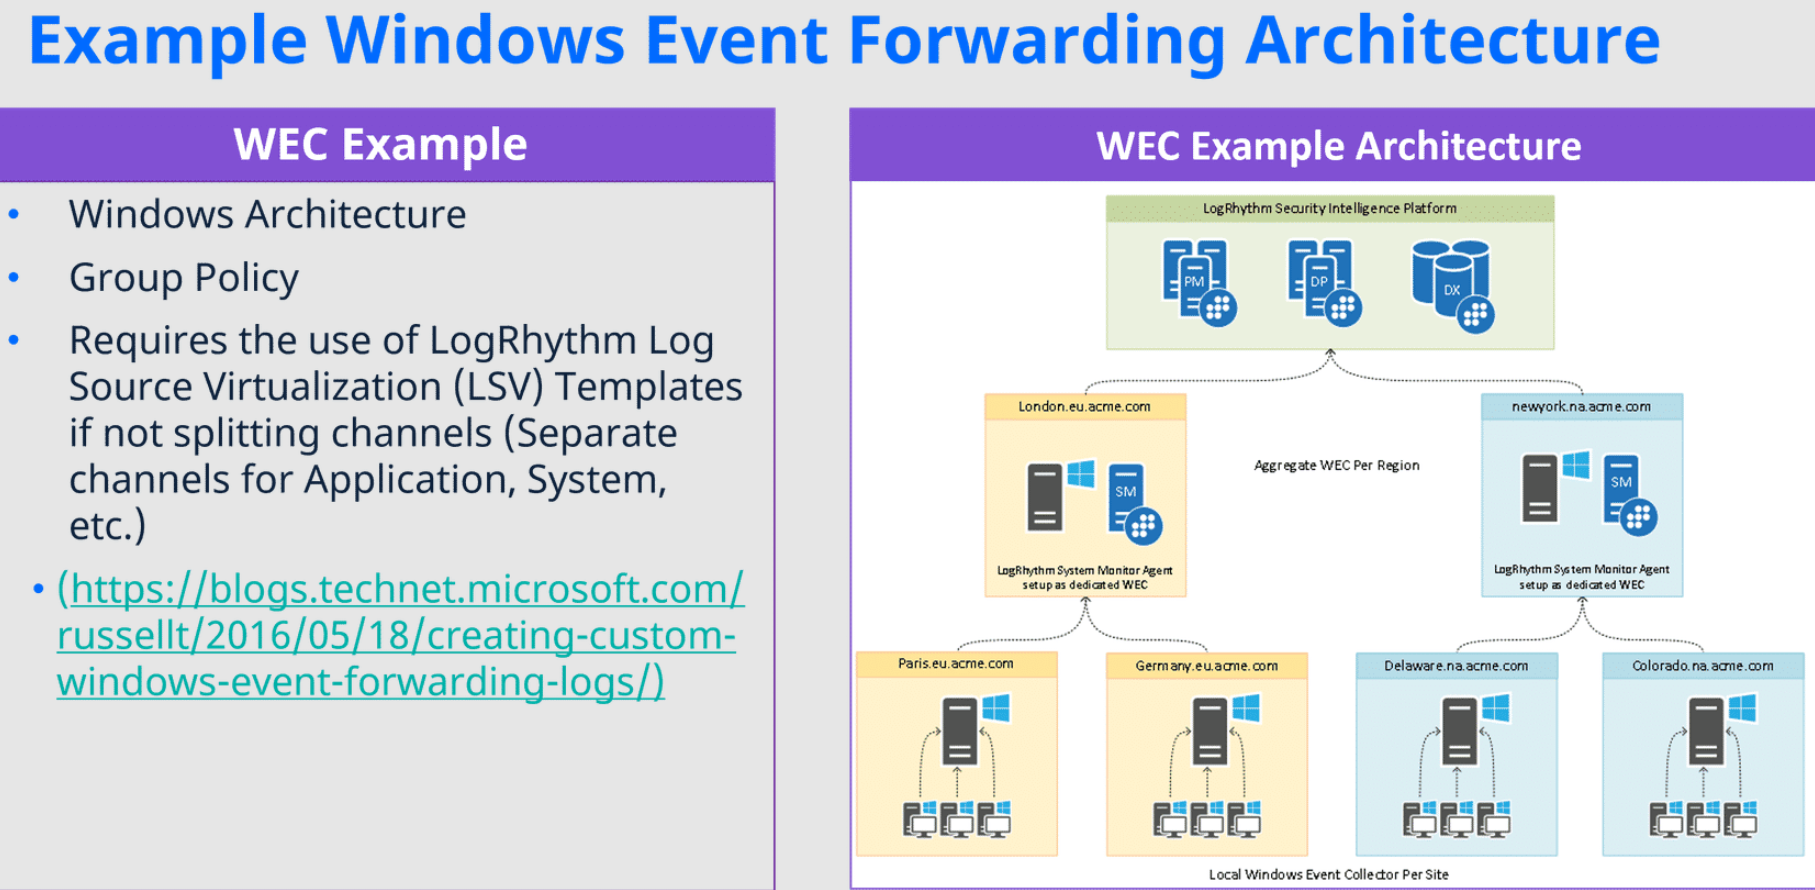 Example Windows Event Forwarding Architecture
WEC Example
• Windows Architecture
• Group Policy
• Requires the use of LogRhythm Log
Source Virtualization (LSV) Templates
if not splitting channels (Separate
channels for Application, System,
etc.)
• (https://blogs.technet.microsoft.com/
russellt/2016/05/18/creating-custom-
windows-event-forwarding-logs/)
WEC Example Architecture
LogRhythm Security Intelligence Platform
PM
DP
DX
London.eu.acme.com
newyork.na.acme.com
Aggregate WEC Per Region
SM
SM
LogRhythm System Monitor Agent
setup as dedicated WEC
LogRhythm System Monitor Agent
setup as dedicated WEC
Paris.eu.acme.com
Germany.eu.acme.com
Delaware.na.acme.com
Colorado.na.acme.com
Local Windows Event Collector Per Site